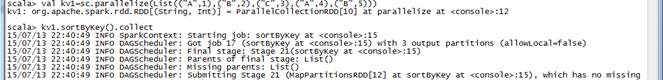 scala> val kv1=sc.parallelize(List(("A",1),("B",2),("C",3),("A",4),("B",5)))
kv1: org.apache.spark.rdd.RDD[(String, Int)] = ParallelCollectionRDD[10] at parallelize at <console>:12
scala> kv1.sortByKey().collect
15/07/13 22:40:49 INFO SparkContext: Starting job: sortByKey at <console>:15
15/07/13 22:40:49 INFO DAGScheduler: Got job 17 (sortByKey at <console>:15) with 3 output partitions (allowLocal=false)
15/07/13 22:40:49 INFO DAGScheduler: Final stage: Stage 21(sortByKey at <console>:15)
15/07/13 22:40:49 INFO DAGScheduler: Parents of final stage: List()
15/07/13 22:40:49 INFO DAGScheduler: Missing parents: List()
15/07/13 22:40:49 INFO DAGScheduler: Submitting Stage 21 (MapPartitionsRDD[12] at sortByKey at <console>:15), which has no missing